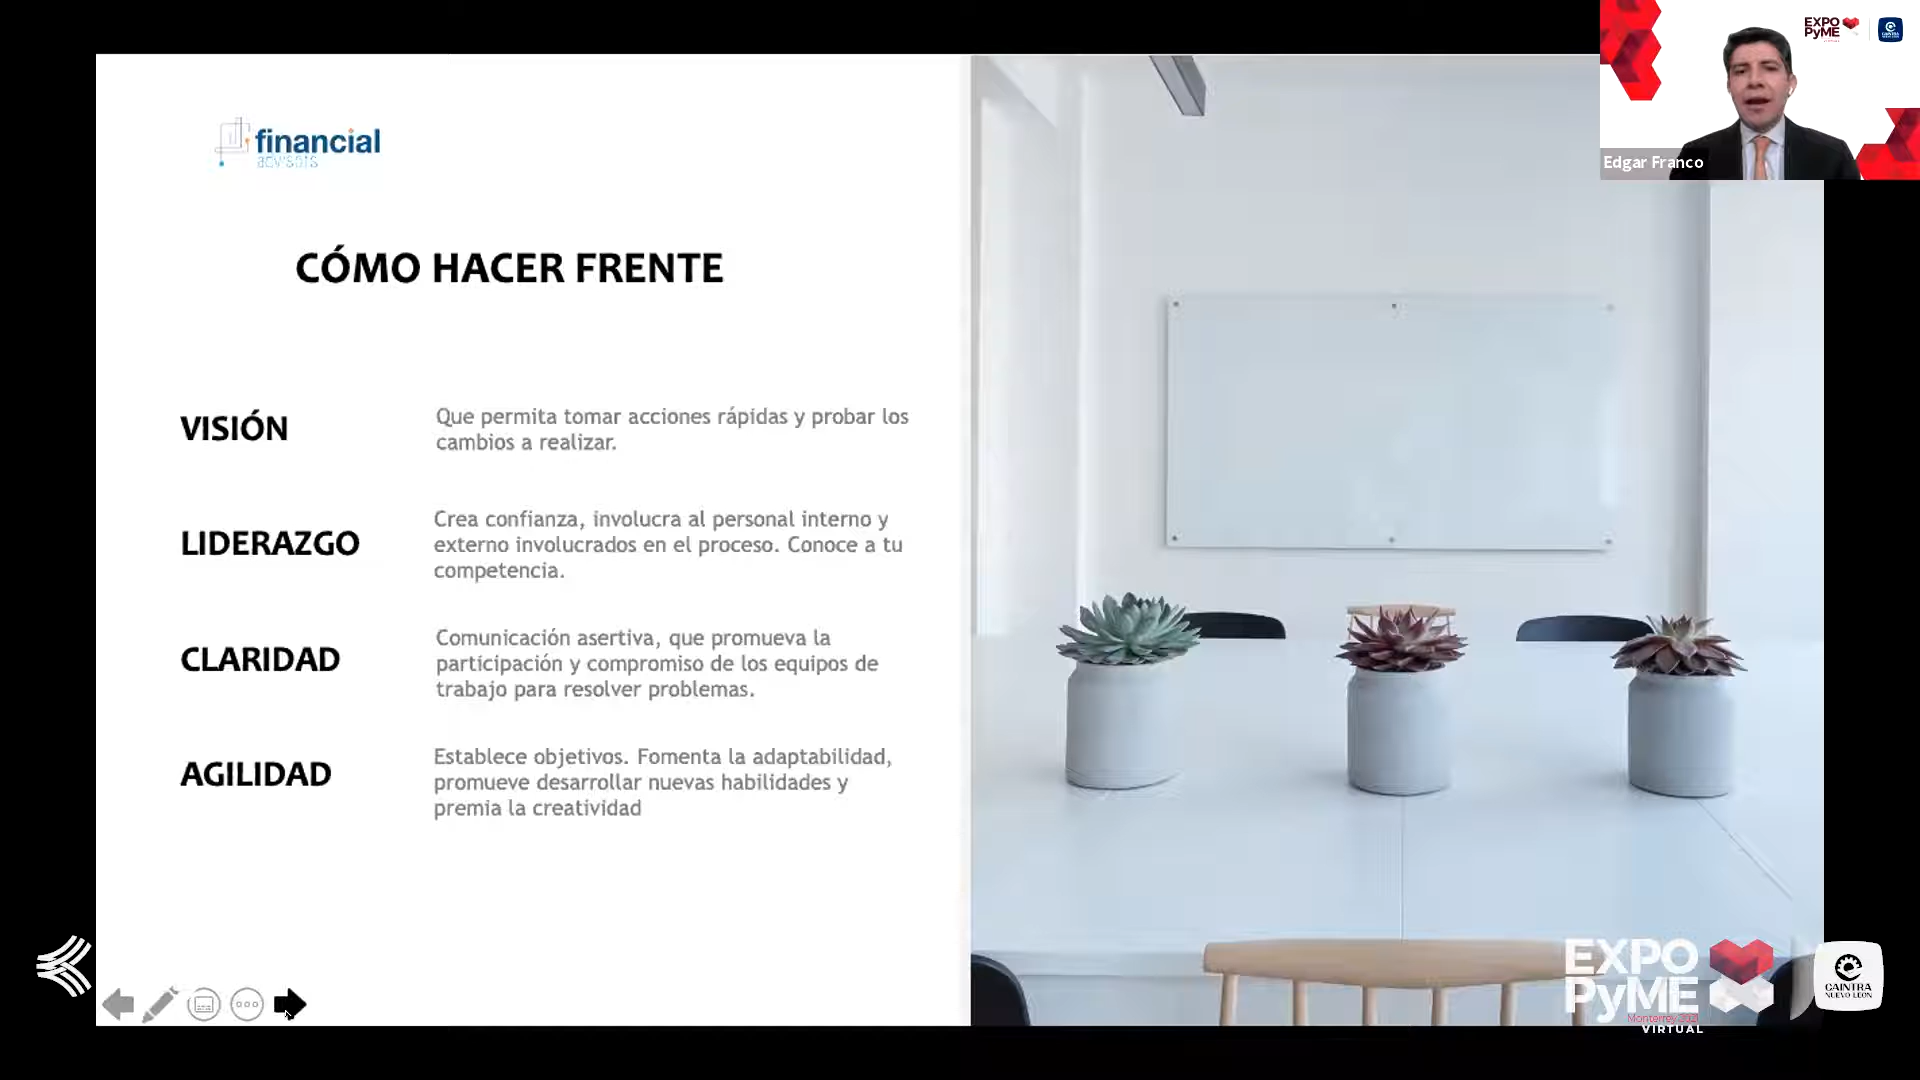 EXPO
PyME
Edgar Franco
financial
advisors
CÓMO HACER FRENTE
VISIÓN
Que permita tomar acciones rápidas y probar los
cambios a realizar.
LIDERAZGO
Crea confianza, involucra al personal interno y
externo involucrados en el proceso. Conoce a tu
competencia.
CLARIDAD
Comunicación asertiva, que promueva la
participación y compromiso de los equipos de
trabajo para resolver problemas.
AGILIDAD
Establece objetivos. Fomenta la adaptabilidad,
promueve desarrollar nuevas habilidades y
premia la creatividad
EXPO
PyME
Monterrey 2021
VIRTUAL
CAINTRA
NUEVO LEÓN